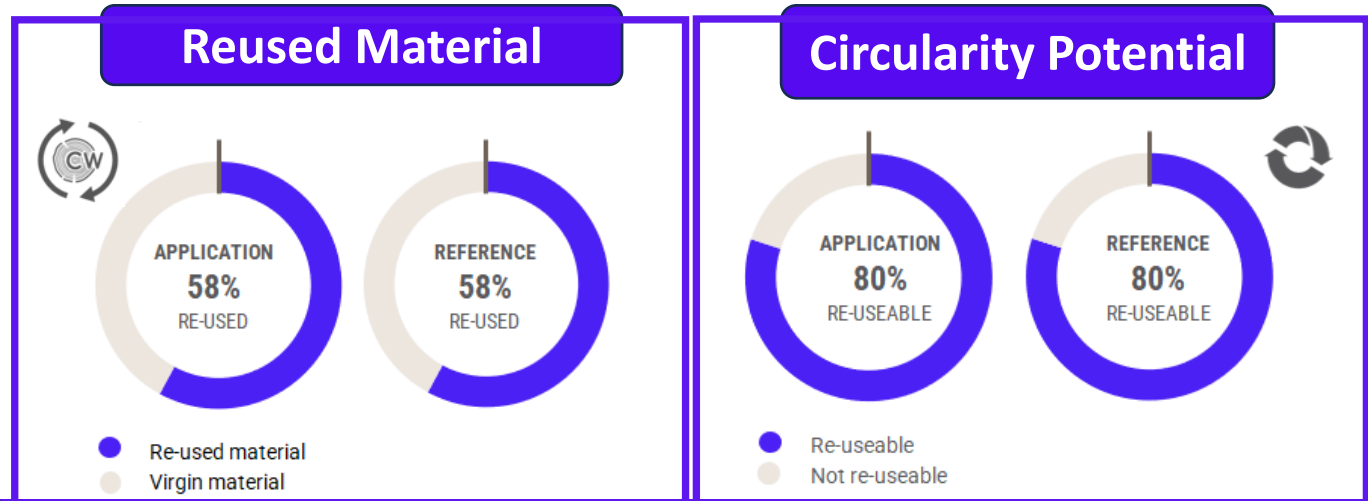 Reused Material
CW
APPLICATION
58%
RE-USED
REFERENCE
58%
RE-USED
Re-used material
Virgin material
Circularity Potential
APPLICATION
80%
RE-USEABLE
REFERENCE
80%
RE-USEABLE
Re-useable
Not re-useable